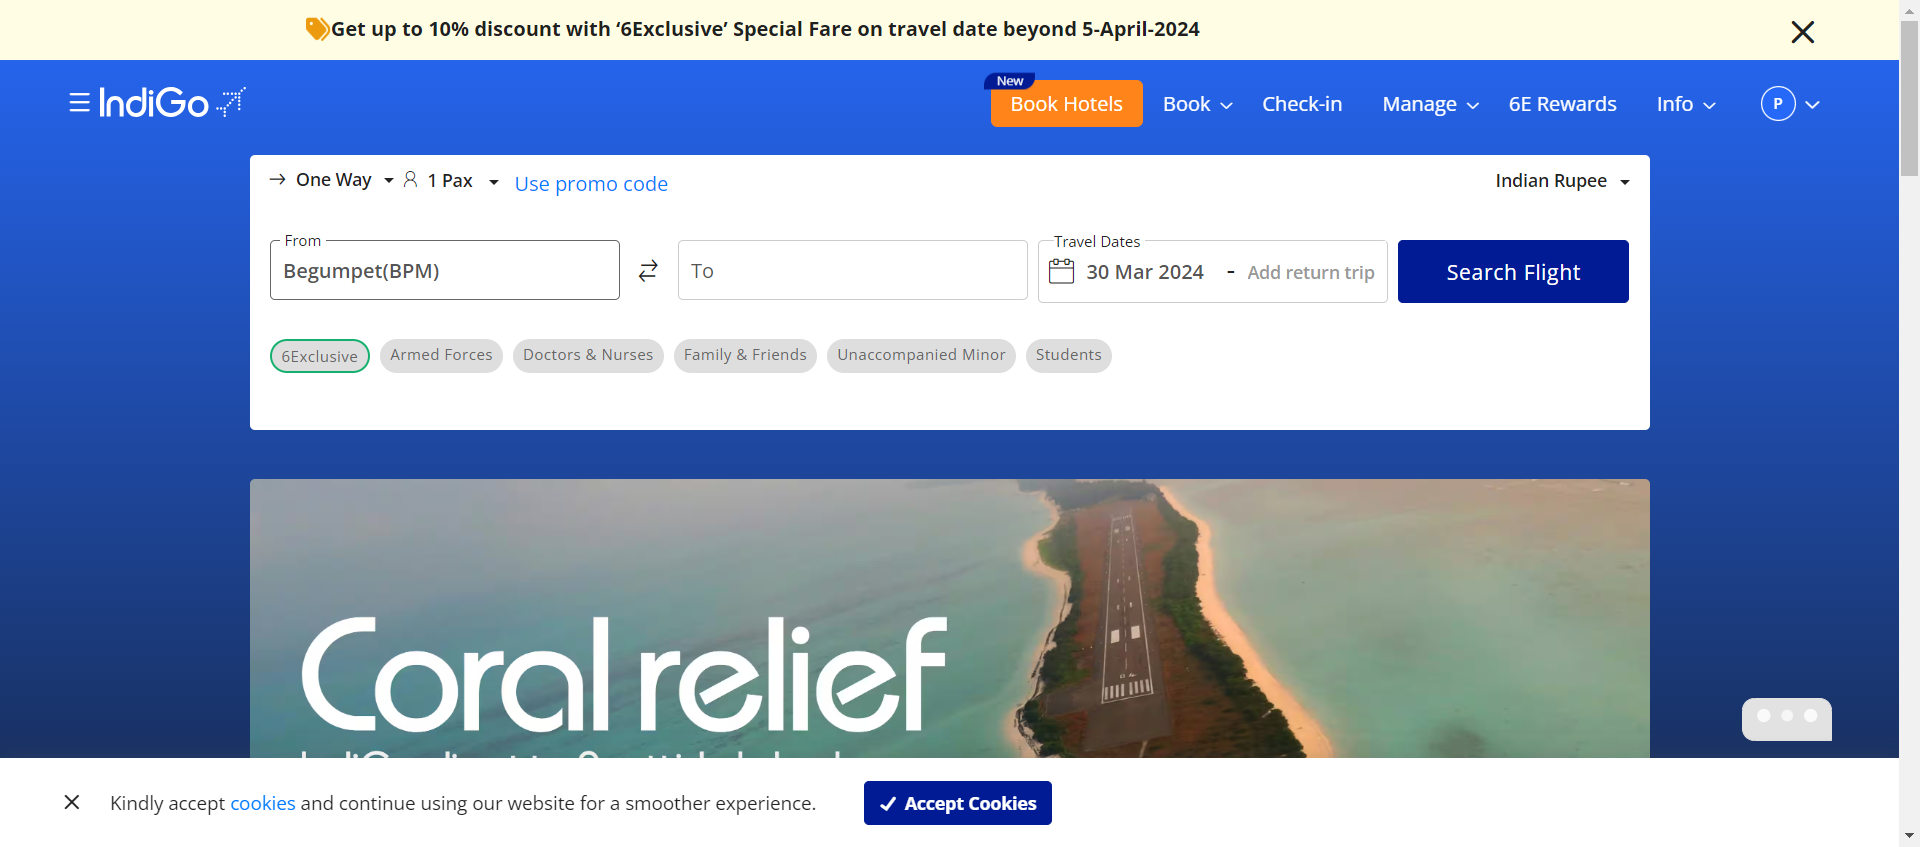 Get up to 10% discount with ‘6Exclusive’ Special Fare on travel date beyond 5-April-2024
IndiGo
New
Book Hotels
Book
Check-in
Manage
6E Rewards
Info
P
One Way
1 Pax
Use promo code
Indian Rupee
From
Begumpet(BPM)
To
Travel Dates
30 Mar 2024 - Add return trip
Search Flight
6Exclusive
Armed Forces
Doctors & Nurses
Family & Friends
Unaccompanied Minor
Students
Coral relief
Kindly accept cookies and continue using our website for a smoother experience.
Accept Cookies